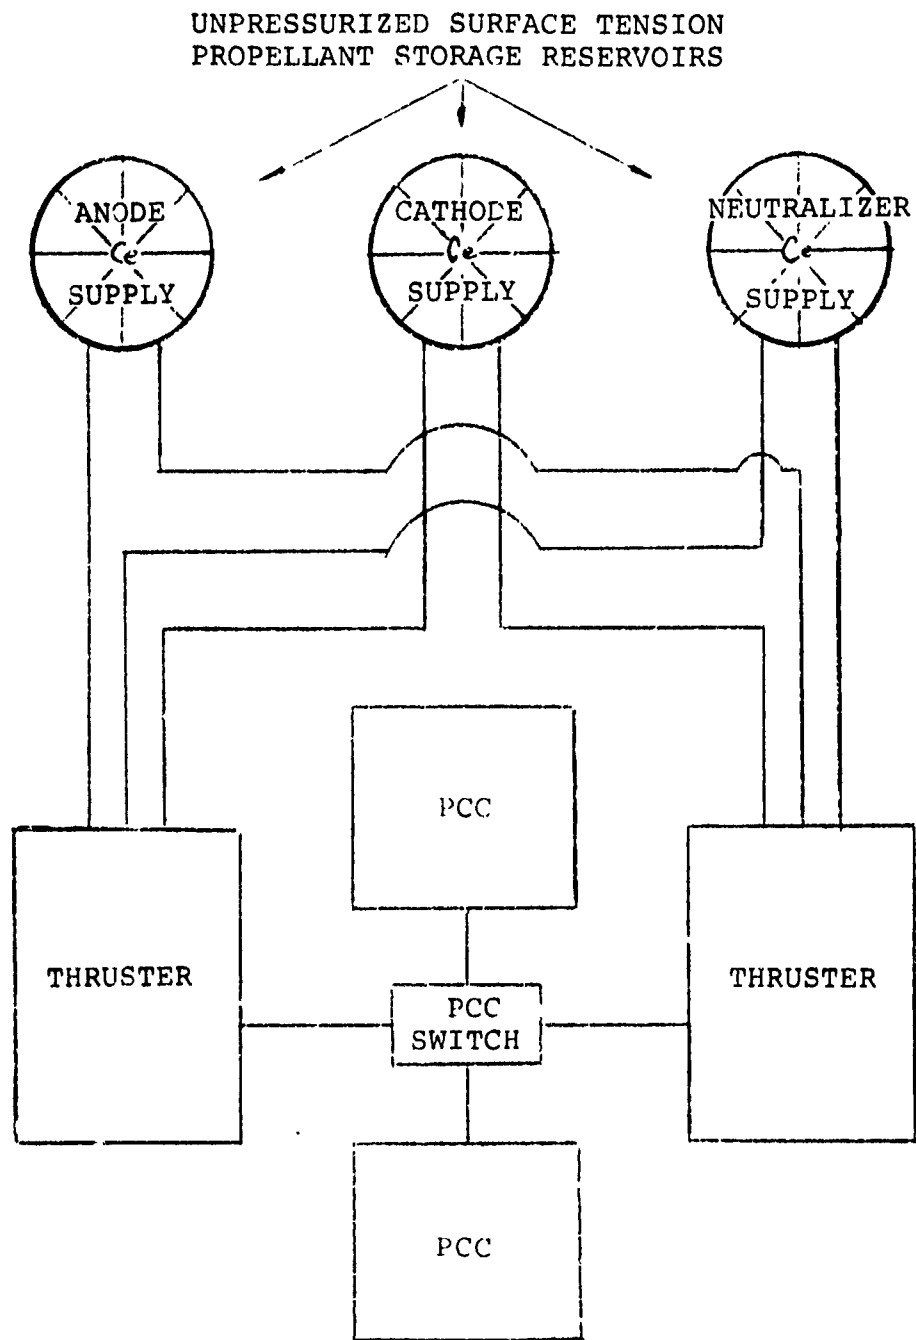 UNPRESSURIZED SURFACE TENSION
PROPELLANT STORAGE RESERVOIRS
ANODE
Ce
SUPPLY
CATHODE
Ce
SUPPLY
NEUTRALIZER
Ce
SUPPLY
PCC
THRUSTER
PCC
SWITCH
THRUSTER
PCC